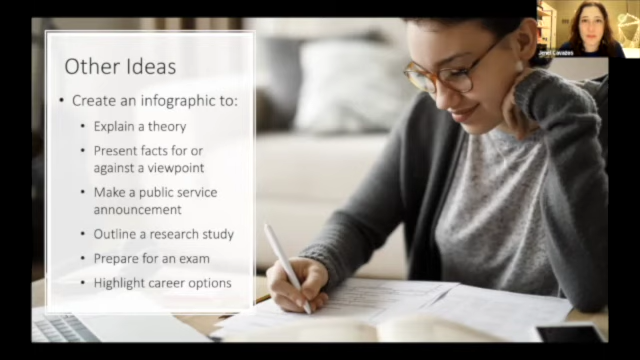 Other Ideas
• Create an infographic to:
• Explain a theory
• Present facts for or
against a viewpoint
• Make a public service
announcement
• Outline a research study
• Prepare for an exam
• Highlight career options